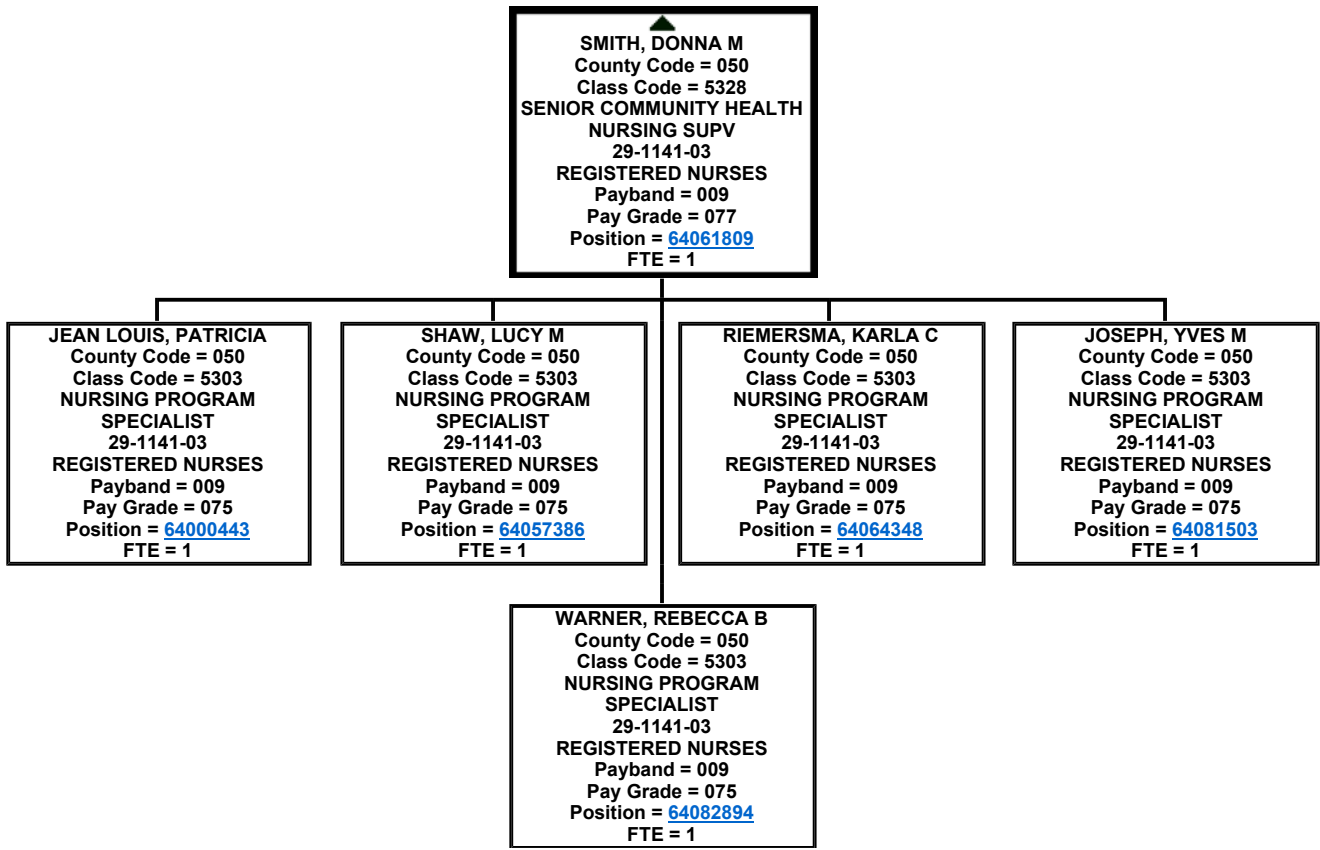 SMITH, DONNA M
County Code = 050
Class Code = 5328
SENIOR COMMUNITY HEALTH
NURSING SUPV
29-1141-03
REGISTERED NURSES
Payband = 009
Pay Grade = 077
Position = 64061809
FTE = 1
JEAN LOUIS, PATRICIA
County Code = 050
Class Code = 5303
NURSING PROGRAM
SPECIALIST
29-1141-03
REGISTERED NURSES
Payband = 009
Pay Grade = 075
Position = 64000443
FTE = 1
SHAW, LUCY M
County Code = 050
Class Code = 5303
NURSING PROGRAM
SPECIALIST
29-1141-03
REGISTERED NURSES
Payband = 009
Pay Grade = 075
Position = 64057386
FTE = 1
RIEMERSMA, KARLA C
County Code = 050
Class Code = 5303
NURSING PROGRAM
SPECIALIST
29-1141-03
REGISTERED NURSES
Payband = 009
Pay Grade = 075
Position = 64064348
FTE = 1
JOSEPH, YVES M
County Code = 050
Class Code = 5303
NURSING PROGRAM
SPECIALIST
29-1141-03
REGISTERED NURSES
Payband = 009
Pay Grade = 075
Position = 64081503
FTE = 1
WARNER, REBECCA B
County Code = 050
Class Code = 5303
NURSING PROGRAM
SPECIALIST
29-1141-03
REGISTERED NURSES
Payband = 009
Pay Grade = 075
Position = 64082894
FTE = 1